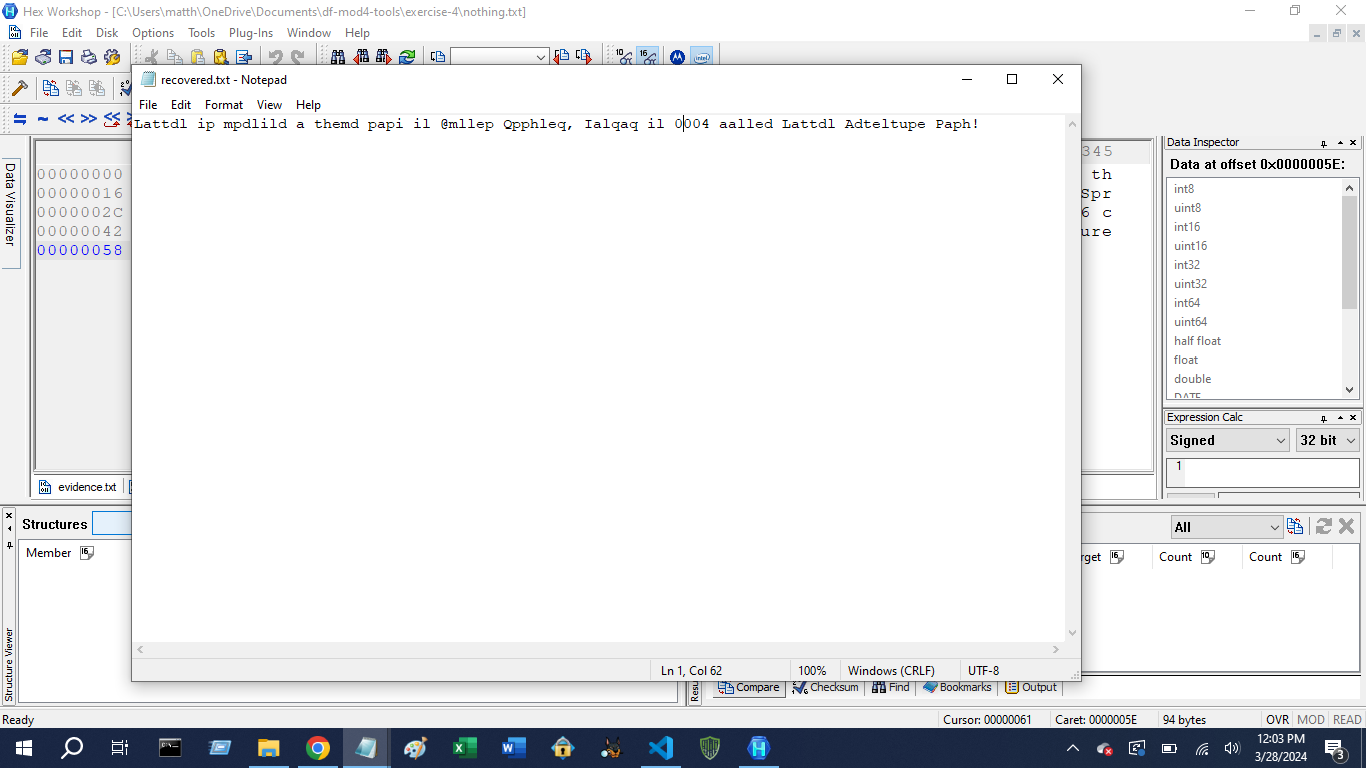 Hex Workshop - [C:\Users\matth\OneDrive\Documents\df-mod4-tools\exercise-4\nothing.txt]
File Edit Disk Options Tools Plug-Ins Window Help
recovered.txt - Notepad
File Edit Format View Help
Lattdl ip mpdlild a themd papi il @mllep Qpphleq, Ialqaq il 0004 aalled Lattdl Adteltupe Paph!
Ln 1, Col 62 100% Windows (CRLF) UTF-8
Data Visualizer
00000000
00000016
0000002C
00000042
00000058
345
th
Spr
6 c
ure
evidence.txt
Data Inspector
Data at offset 0x0000005E:
int8
uint8
int16
uint16
int32
uint32
int64
uint64
half float
float
double
DATE
Expression Calc
Signed 32 bit
1
Structures
Member
Structure Viewer
All
rget Count Count
Resu
Compare Checksum Find Bookmarks Output
Ready Cursor: 00000061 Caret: 0000005E 94 bytes OVR MOD READ
12:03 PM
3/28/2024
3